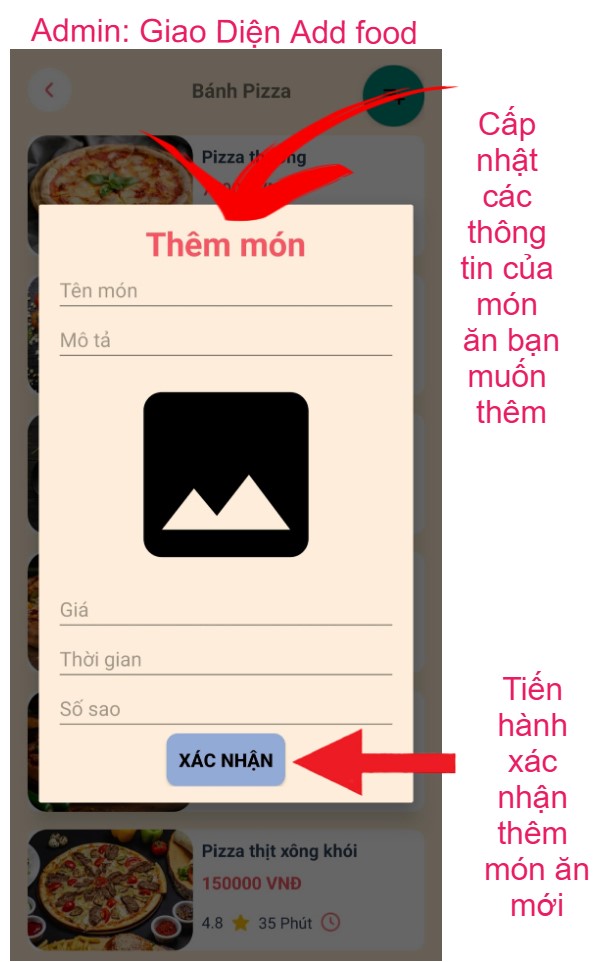 Admin: Giao Diện Add food
Bánh Pizza
Cấp
nhật
các
thông
tin của
món
ăn bạn
muốn
thêm
Pizza
Thêm món
Tên món
Mô tả
Giá
Thời gian
Số sao
XÁC NHẬN
Tiến
hành
xác
nhận
thêm
món ăn
mới
Pizza thịt xông khói
150000 VNĐ
4.8 35 Phút